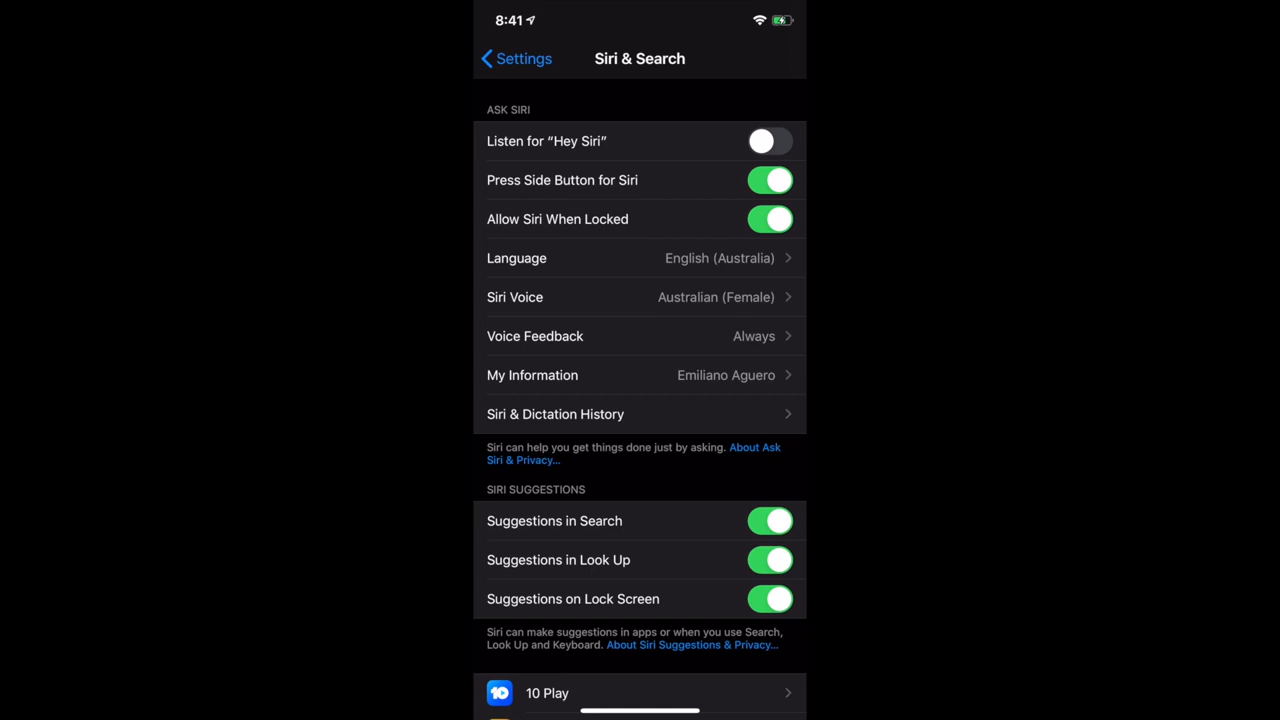 8:41
Settings
Siri & Search
ASK SIRI
Listen for “Hey Siri”
Press Side Button for Siri
Allow Siri When Locked
Language English (Australia)
Siri Voice Australian (Female)
Voice Feedback Always
My Information Emiliano Aguero
Siri & Dictation History
Siri can help you get things done just by asking. About Ask
Siri & Privacy...
SIRI SUGGESTIONS
Suggestions in Search
Suggestions in Look Up
Suggestions on Lock Screen
Siri can make suggestions in apps or when you use Search,
Look Up and Keyboard. About Siri Suggestions & Privacy...
10 10 Play